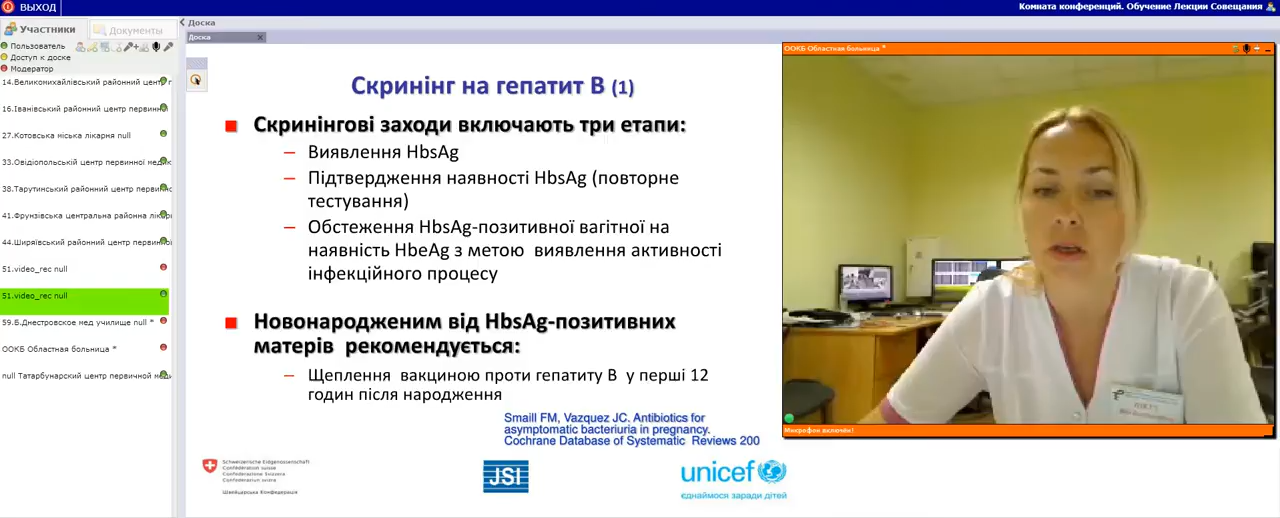 ВЫХОД
Комната конференций. Обучение Лекции Совещания
Участники
Документы
Пользователь
Доступ к доске
Модератор
14.Великомихайлівський районний центр п
16.Іванівський районний центр первинної
27.Котовська міська лікарня null
33.Овідіопольський центр первинної медик
38.Тарутинський районний центр первинно
41.Фрунзівська центральна районна лікарн
44.Ширяївський районний центр первинної
51.video_rec null
51.video_rec null
59.Б.Днестровское мед училище null *
ООКБ Областная больница *
null Татарбунарский центр первичной меди
Доска
Доска
Скринінг на гепатит В (1)
Скринінгові заходи включають три етапи:
– Виявлення HbsAg
– Підтвердження наявності HbsAg (повторне
тестування)
– Обстеження HbsAg-позитивної вагітної на
наявність HbeAg з метою виявлення активності
інфекційного процесу
Новонародженим від HbsAg-позитивних
матерів рекомендується:
– Щеплення вакциною проти гепатиту В у перші 12
годин після народження
Smaill FM, Vazquez JC. Antibiotics for
asymptomatic bacteriuria in pregnancy.
Cochrane Database of Systematic Reviews 200
Schweizerische Eidgenossenschaft
Confédération suisse
Confederazione Svizzera
Confederaziun svizra
Швейцарська Конфедерація
JSI
unicef
єднаймося заради дітей
ООКБ Областная больница *
Микрофон включён!